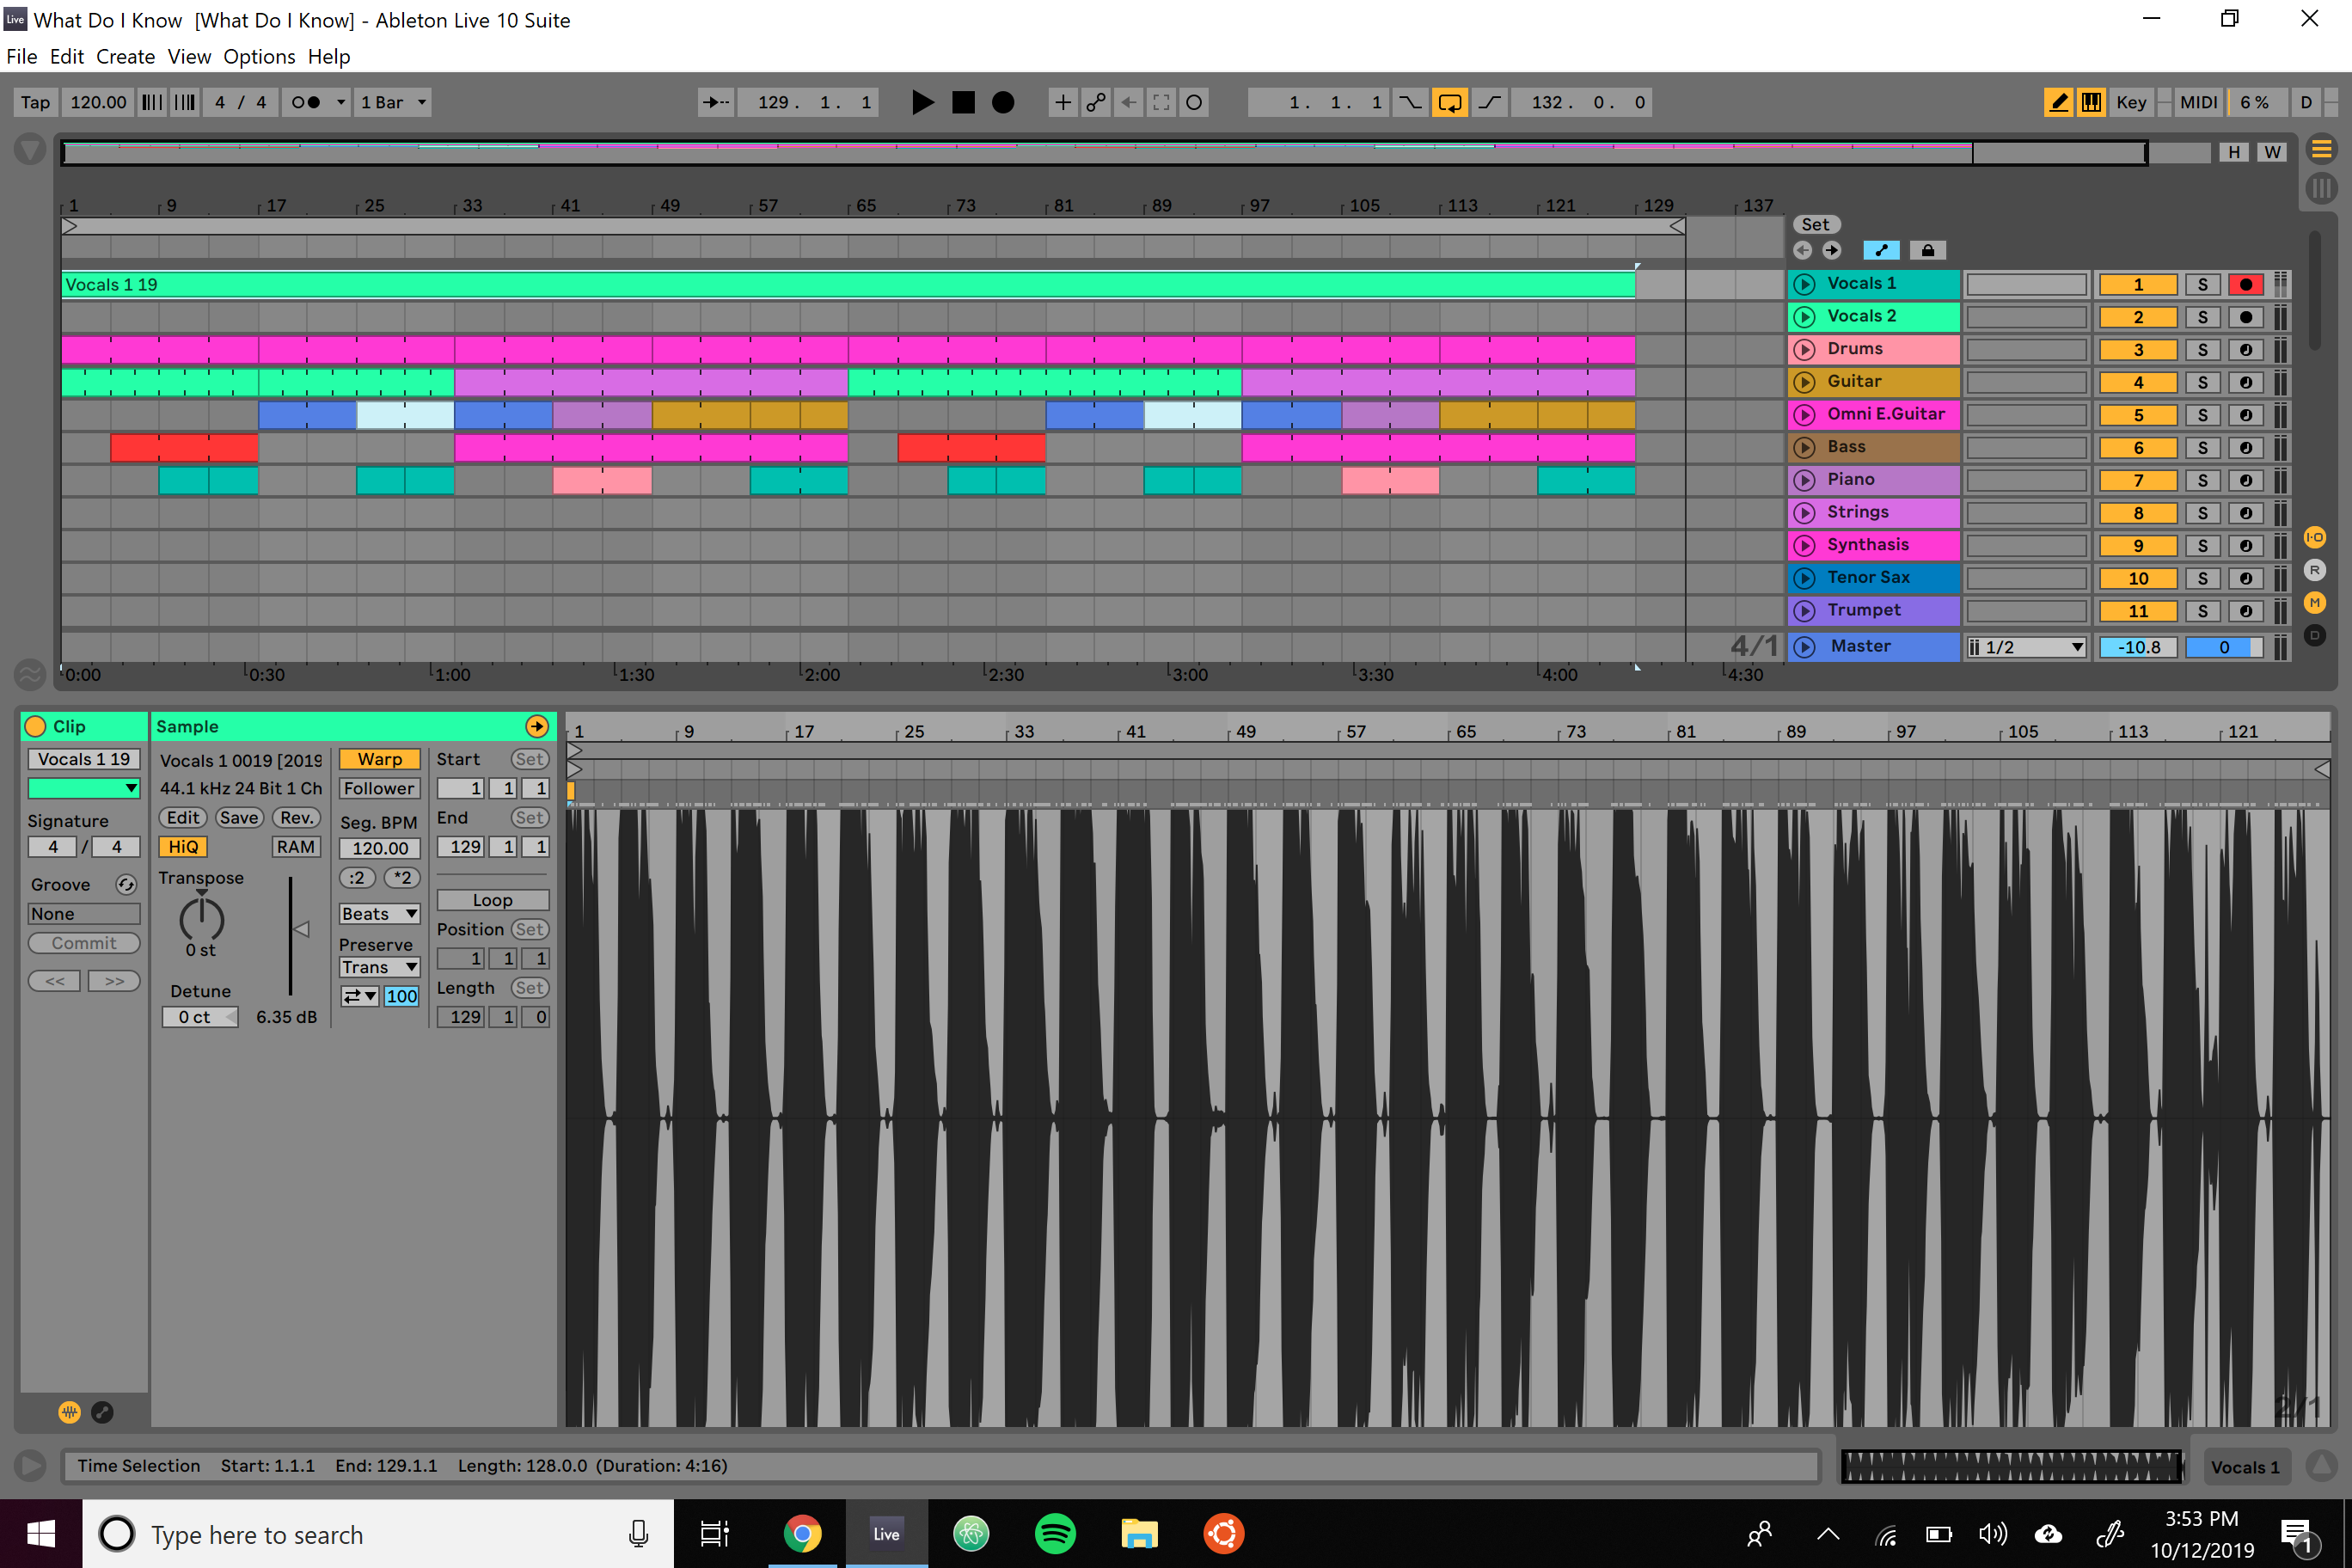 Live What Do I Know [What Do I Know] - Ableton Live 10 Suite
File Edit Create View Options Help
Tap 120.00 4 / 4 1 Bar 129. 1. 1 1. 1. 1 132. 0. 0 Key MIDI 6 % D
H W
1 9 17 25 33 41 49 57 65 73 81 89 97 105 113 121 129 137
Set
Vocals 1 19 Vocals 1 1 S
Vocals 2 2 S
Drums 3 S
Guitar 4 S
Omni E.Guitar 5 S
Bass 6 S
Piano 7 S
Strings 8 S
I·O
Synthasis 9 S
R
Tenor Sax 10 S
M
Trumpet 11 S
D
4/1 Master 1/2 -10.8 0
0:00 0:30 1:00 1:30 2:00 2:30 3:00 3:30 4:00 4:30
Clip Sample 1 9 17 25 33 41 49 57 65 73 81 89 97 105 113 121
Vocals 1 19 Vocals 1 0019 [2019 Warp Start Set
44.1 kHz 24 Bit 1 Ch Follower 1 1 1
Signature Edit Save Rev. Seg. BPM End Set
4 / 4 HiQ RAM 120.00 129 1 1
Groove Transpose :2 *2
None Beats Loop
Commit 0 st Preserve Position Set
<< >> Trans 1 1 1
Detune 100 Length Set
0 ct 6.35 dB 129 1 0
2/1
Time Selection Start: 1.1.1 End: 129.1.1 Length: 128.0.0 (Duration: 4:16) Vocals 1
Type here to search Live 3:53 PM
10/12/2019 1